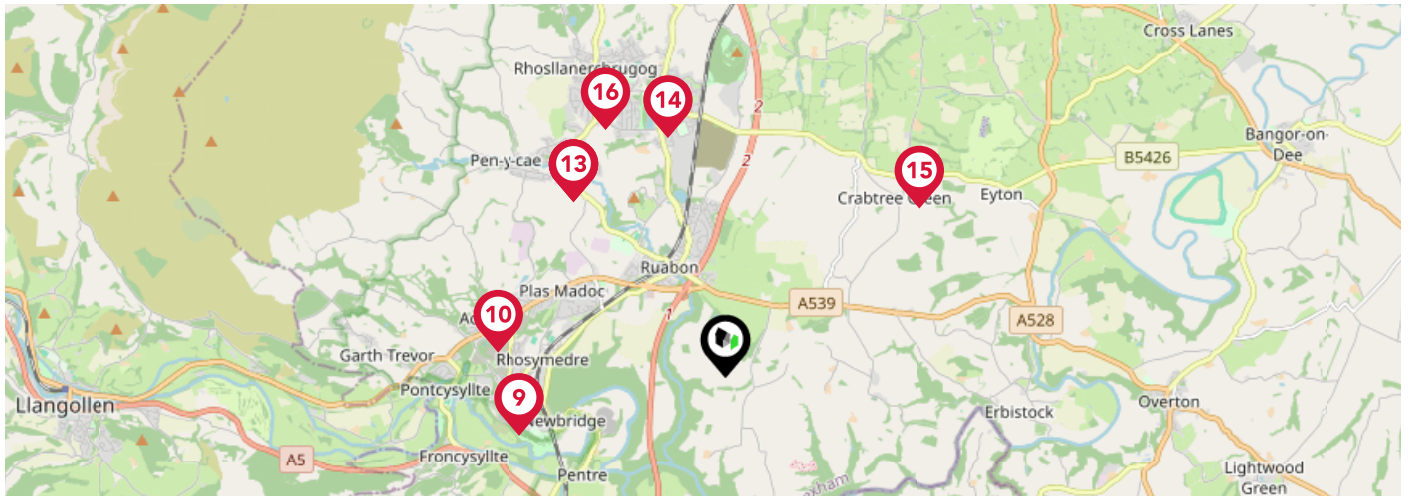 Cross Lanes
Rhosllanerchrugog
16
14
2
Bangor-on-
Dee
B5426
Pen-y-cae
13
2
15
Crabtree Green
Eyton
Ruabon
Plas Madoc
A539
1
10
A528
Garth Trevor
Rhosymedre
Pontcysyllte
9
Newbridge
Llangollen
Overton
Erbistock
A5
Froncysyllte
Pentre
Lightwood
Green